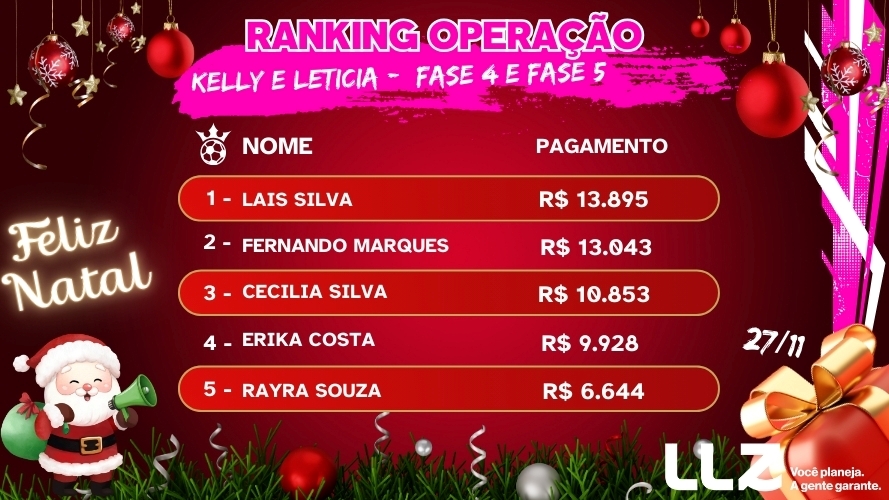 RANKING OPERAÇÃO
KELLY E LETICIA - FASE 4 E FASE 5
NOME PAGAMENTO
1 - LAIS SILVA R$ 13.895
2 - FERNANDO MARQUES R$ 13.043
3 - CECILIA SILVA R$ 10.853
4 - ERIKA COSTA R$ 9.928
5 - RAYRA SOUZA R$ 6.644
Feliz
Natal
27/11
LLZ
Você planeja.
A gente garante.